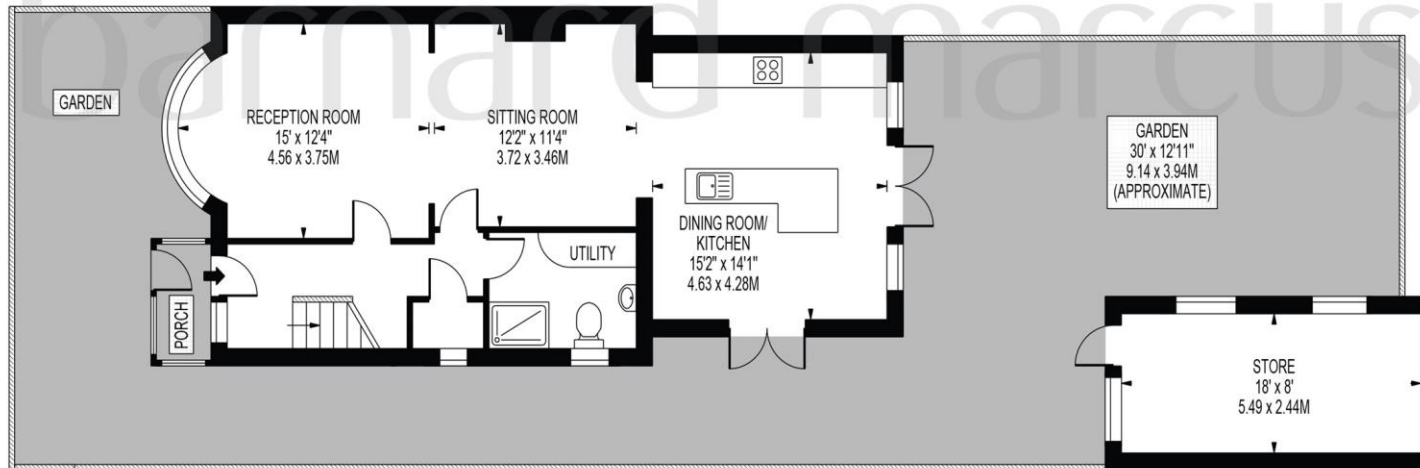 barnard marcus
GARDEN
RECEPTION ROOM
15' x 12'4"
4.56 x 3.75M
SITTING ROOM
12'2" x 11'4"
3.72 x 3.46M
GARDEN
30' x 12'11"
9.14 x 3.94M
(APPROXIMATE)
DINING ROOM/
KITCHEN
15'2" x 14'1"
4.63 x 4.28M
UTILITY
PORCH
STORE
18' x 8'
5.49 x 2.44M